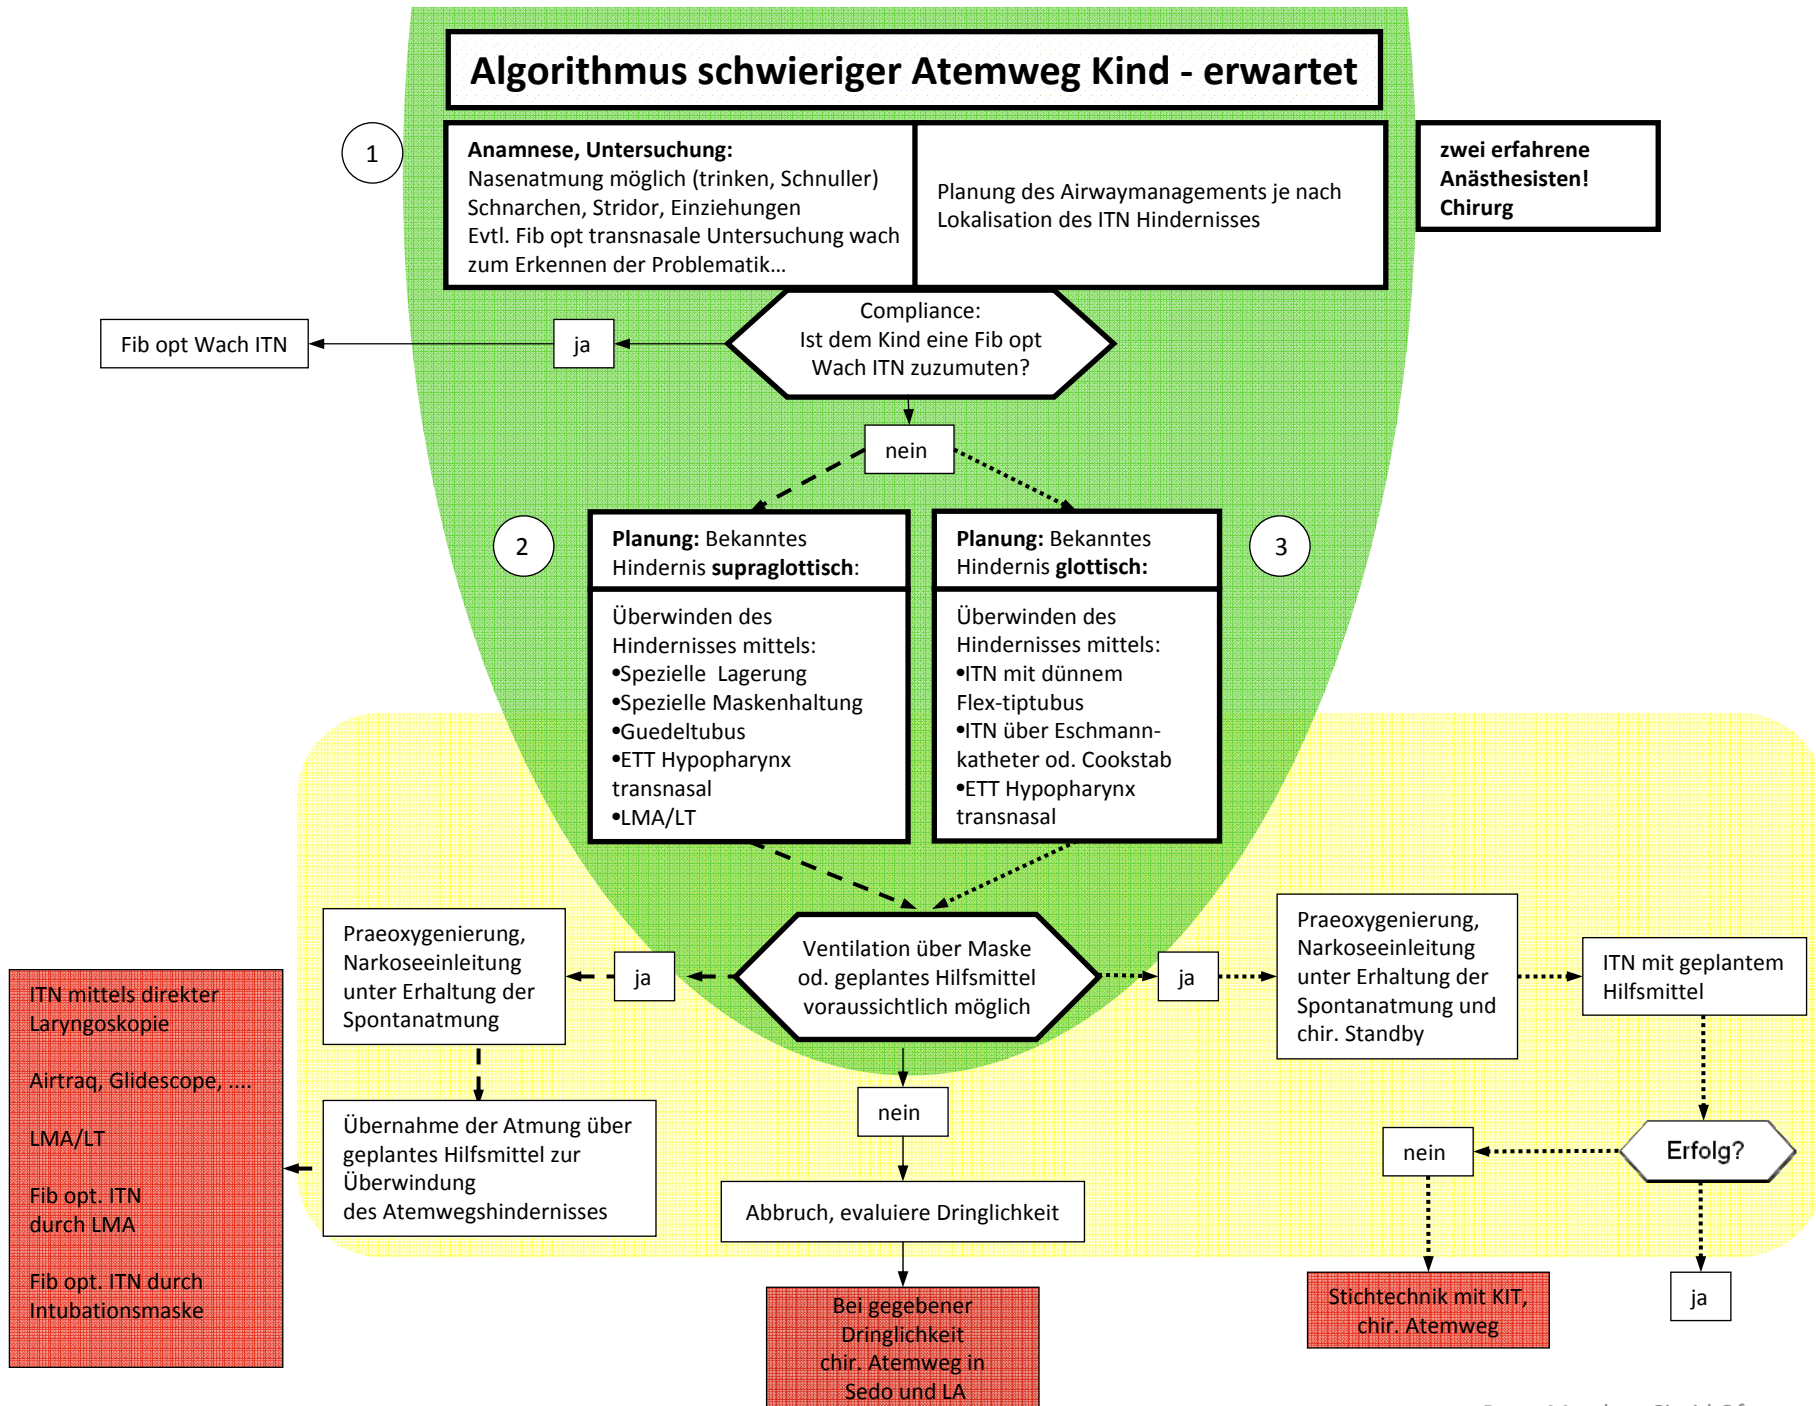 Algorithmus schwieriger Atemweg Kind - erwartet
1
Anamnese, Untersuchung:
Nasenatmung möglich (trinken, Schnuller)
Schnarchen, Stridor, Einziehungen
Evtl. Fib opt transnasale Untersuchung wach
zum Erkennen der Problematik...
Planung des Airwaymanagements je nach
Lokalisation des ITN Hindernisses
zwei erfahrene
Anästhesisten!
Chirurg
Compliance:
Ist dem Kind eine Fib opt
Wach ITN zuzumuten?
ja
Fib opt Wach ITN
nein
2
Planung: Bekanntes
Hindernis supraglottisch:
Überwinden des
Hindernisses mittels:
•Spezielle Lagerung
•Spezielle Maskenhaltung
•Guedeltubus
•ETT Hypopharynx
transnasal
•LMA/LT
3
Planung: Bekanntes
Hindernis glottisch:
Überwinden des
Hindernisses mittels:
•ITN mit dünnem
Flex-tiptubus
•ITN über Eschmann-
katheter od. Cookstab
•ETT Hypopharynx
transnasal
Ventilation über Maske
od. geplantes Hilfsmittel
voraussichtlich möglich
ja
Praeoxygenierung,
Narkoseeinleitung
unter Erhaltung der
Spontanatmung
Übernahme der Atmung über
geplantes Hilfsmittel zur
Überwindung
des Atemwegshindernisses
ITN mittels direkter
Laryngoskopie
Airtraq, Glidescope, ....
LMA/LT
Fib opt. ITN
durch LMA
Fib opt. ITN durch
Intubationsmaske
nein
Abbruch, evaluiere Dringlichkeit
Bei gegebener
Dringlichkeit
chir. Atemweg in
Sedo und LA
ja
Praeoxygenierung,
Narkoseeinleitung
unter Erhaltung der
Spontanatmung und
chir. Standby
ITN mit geplantem
Hilfsmittel
Erfolg?
nein
Stichtechnik mit KIT,
chir. Atemweg
ja